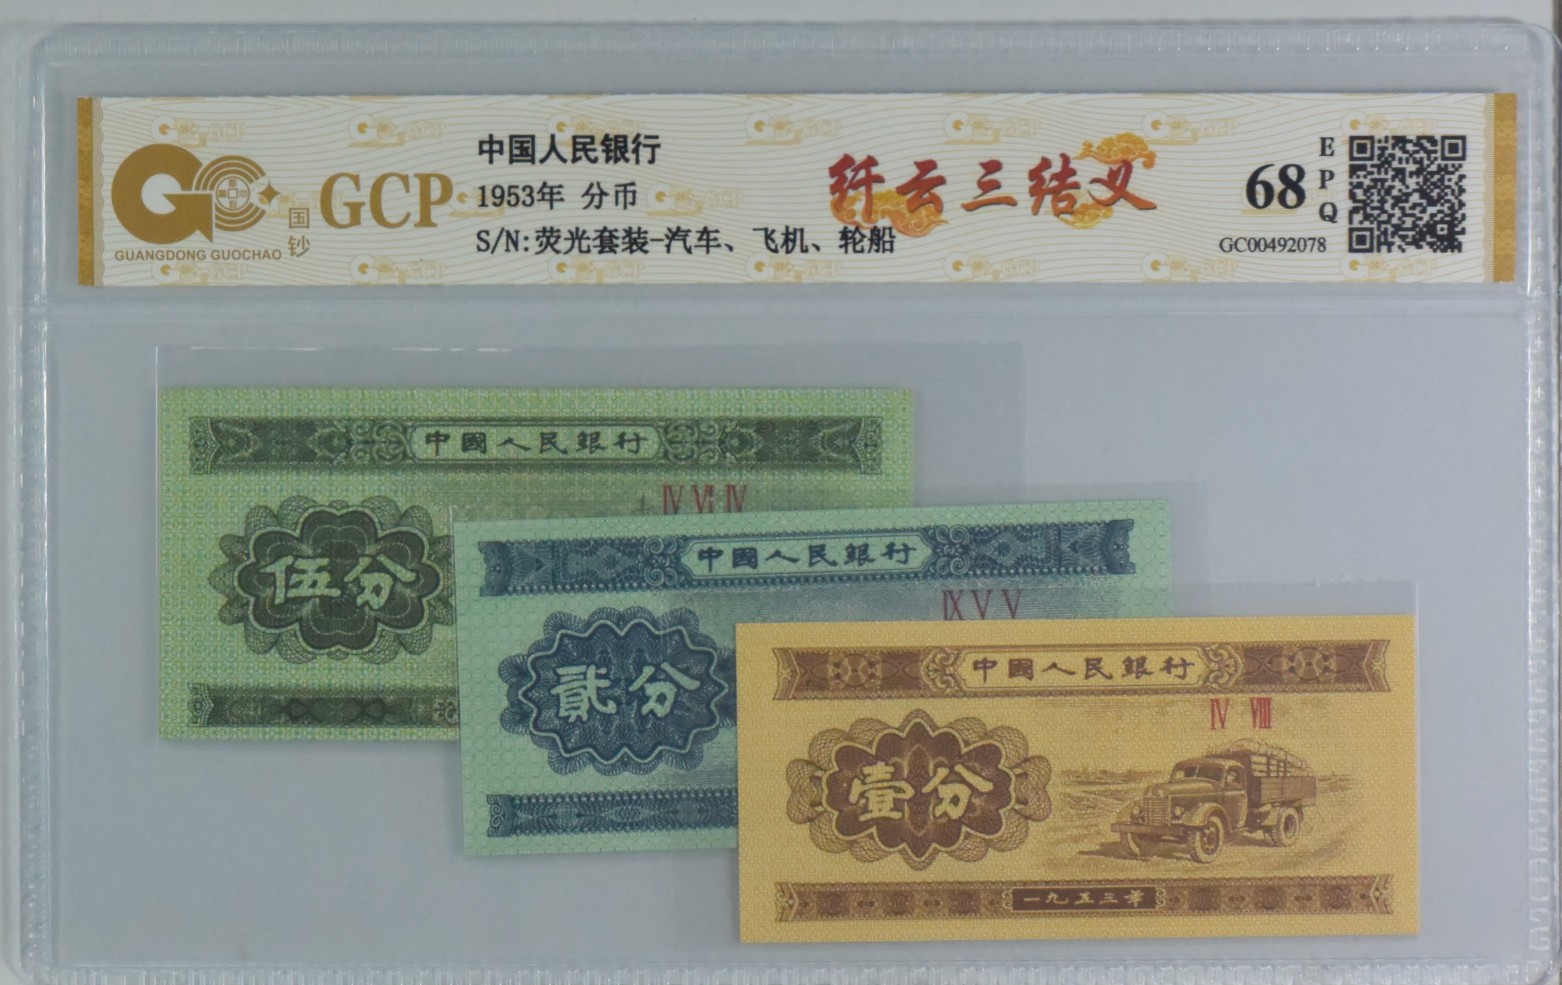 中国人民银行
1953年 分币
S/N:荧光套装-汽车、飞机、轮船
GCP
国钞
GUANGDONG GUOCHAO
纤云三结义
68
EPQ
GC00492078
中國人民銀行
Ⅳ Ⅵ Ⅳ
伍分
中國人民銀行
Ⅸ Ⅴ Ⅴ
貳分
中國人民銀行
Ⅳ Ⅷ
壹分
一九五三年